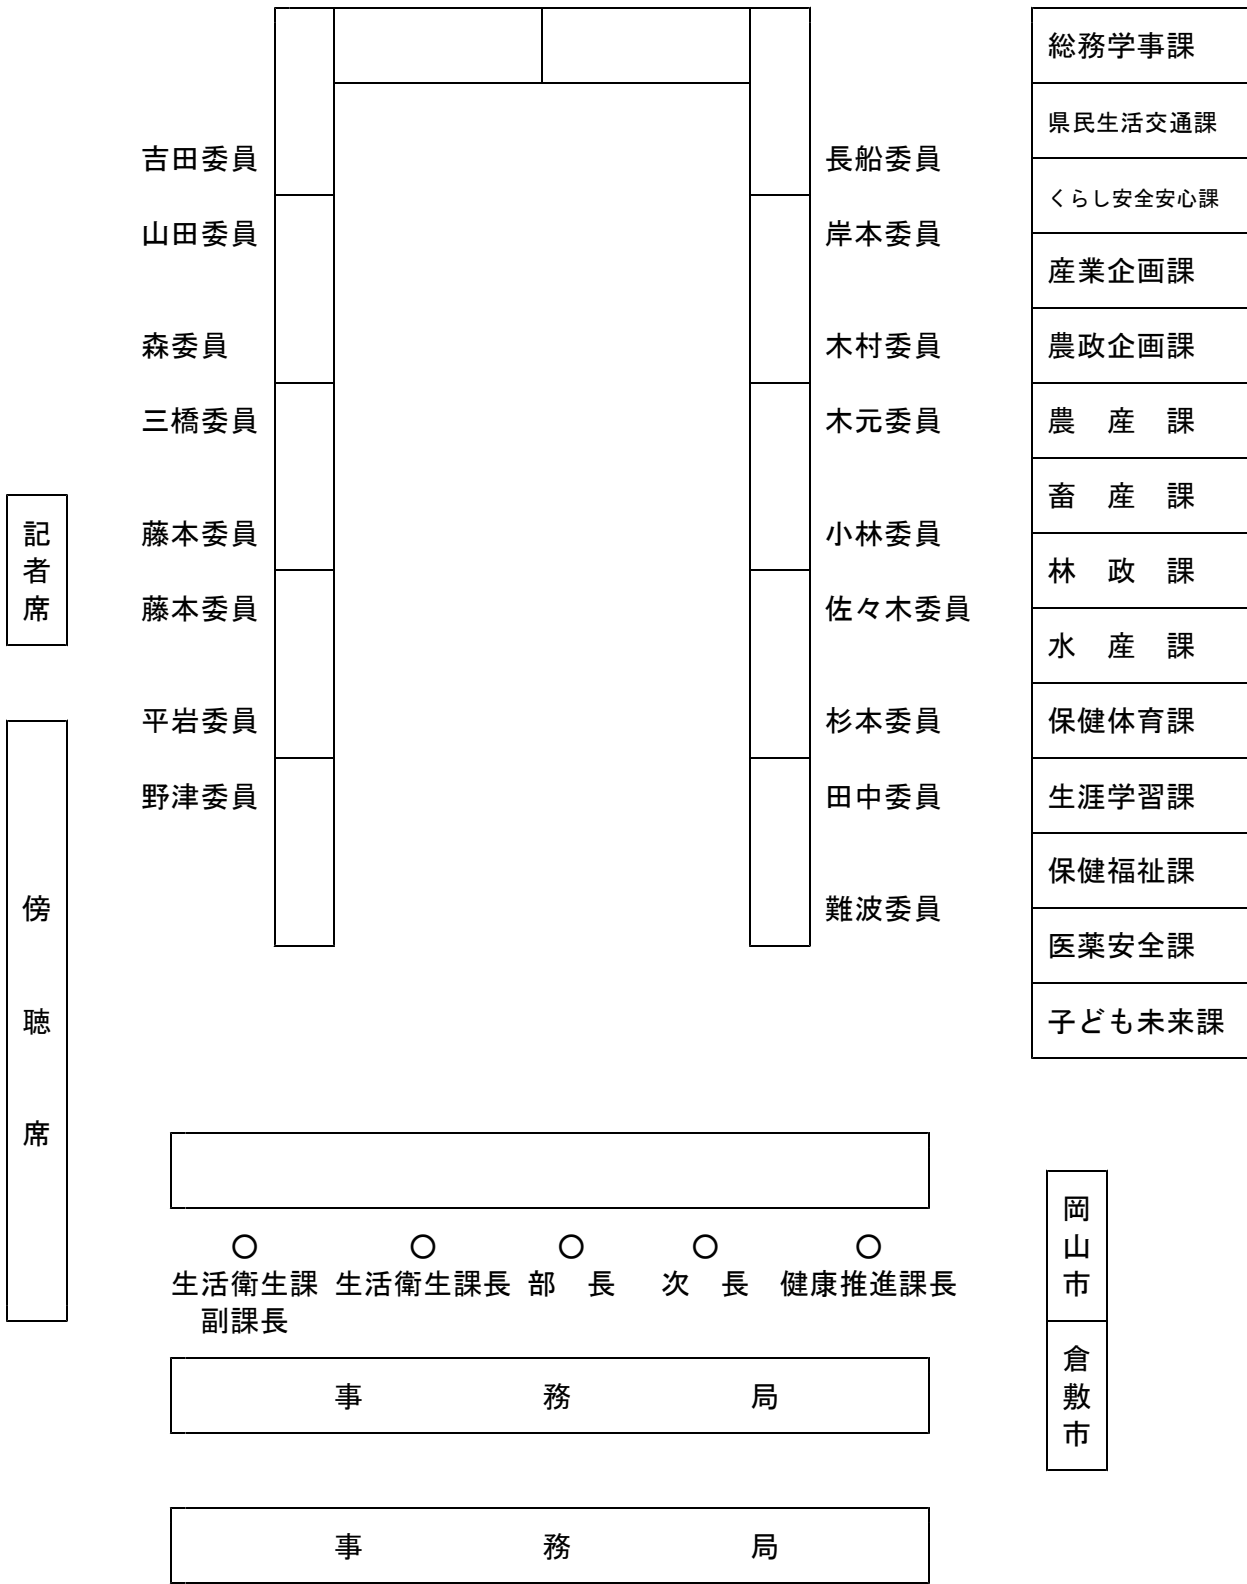 総務学事課
県民生活交通課
吉田委員 長船委員
くらし安全安心課
山田委員 岸本委員
産業企画課
森委員 木村委員 農政企画課
三橋委員 木元委員 農 産 課
畜 産 課
記者席
藤本委員 小林委員
林 政 課
藤本委員 佐々木委員
水 産 課
平岩委員 杉本委員 保健体育課
野津委員 田中委員 生涯学習課
保健福祉課
傍聴席
難波委員
医薬安全課
子ども未来課
岡山市
○ ○ ○ ○ ○
生活衛生課 生活衛生課長 部 長 次 長 健康推進課長
副課長
倉敷市
事 務 局
事 務 局